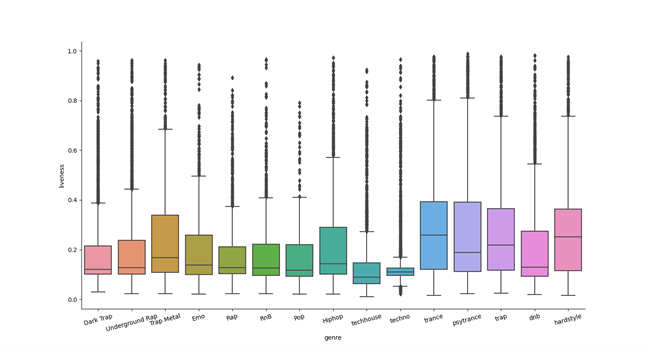 1.0
0.8
0.6
0.4
0.2
0.0
liveness
Dark Trap Underground Rap Trap Metal Emo Rap RnB Pop Hiphop techhouse techno trance psytrance trap dnb hardstyle
genre